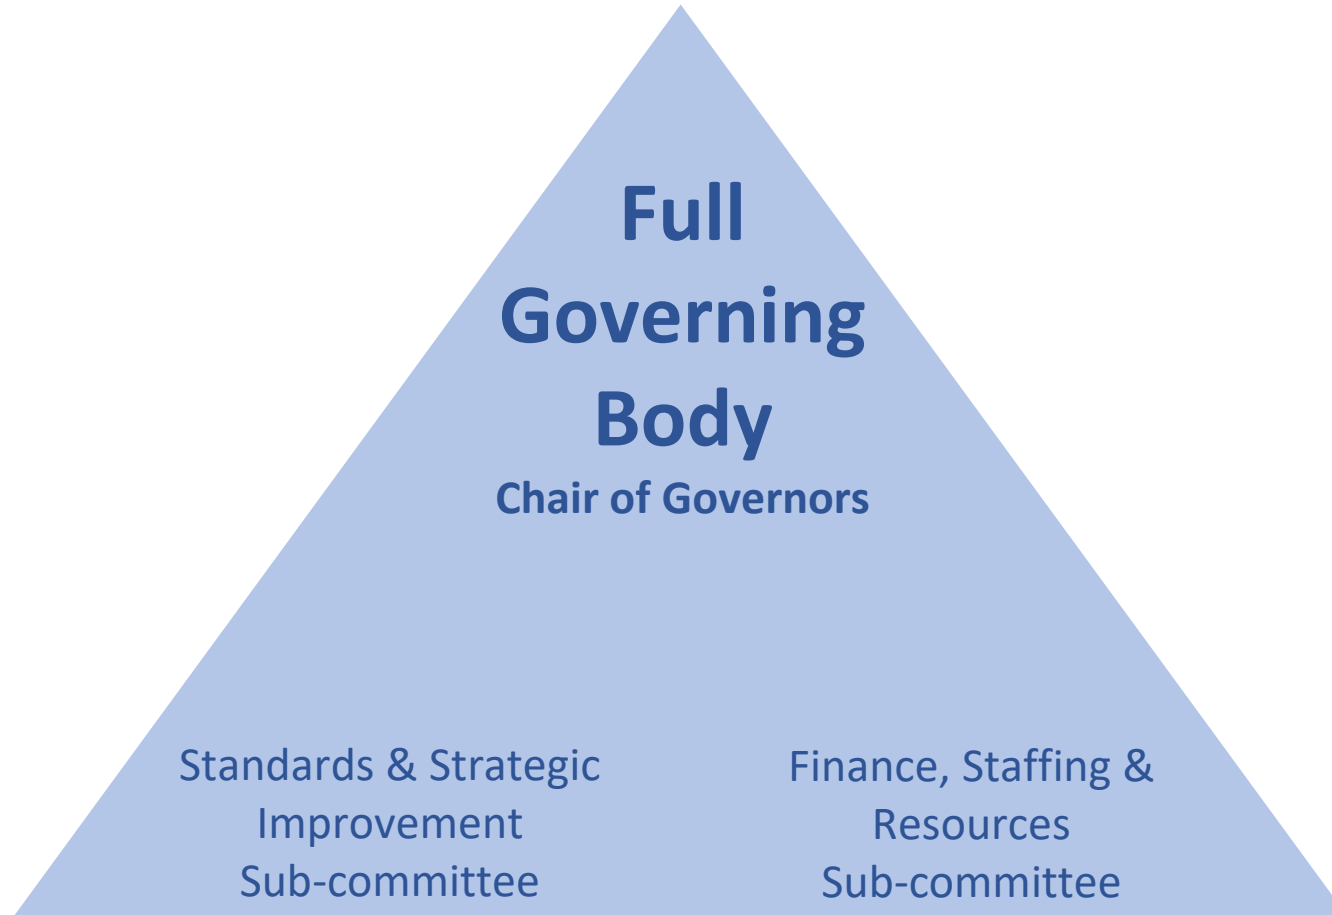 Full
Governing
Body
Chair of Governors
Standards & Strategic
Improvement
Sub-committee
Finance, Staffing &
Resources
Sub-committee